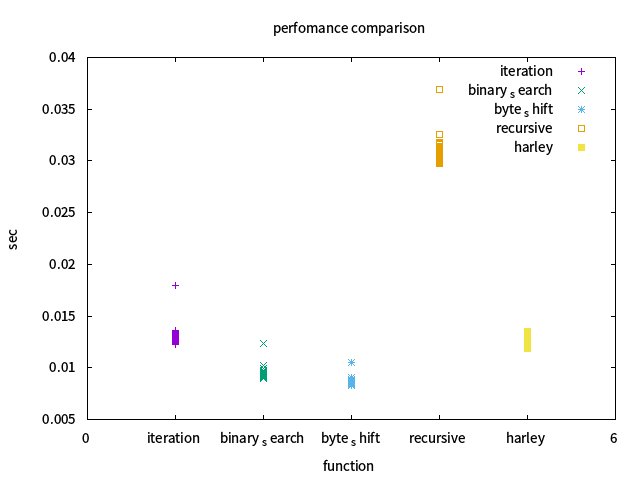 perfomance comparison
0.04
0.035
0.03
0.025
0.02
0.015
0.01
0.005
sec
iteration
binary s earch
byte s hift
recursive
harley
0 iteration binary s earch byte s hift recursive harley 6
function